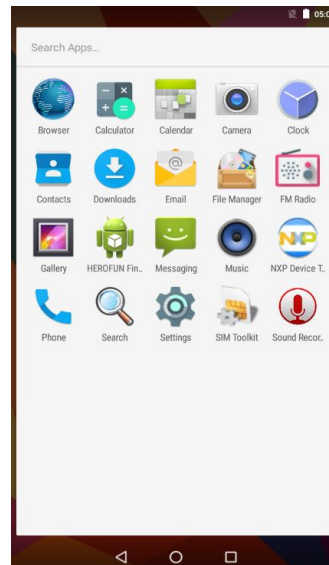 05:0
Search Apps...
Browser Calculator Calendar Camera Clock
Contacts Downloads Email File Manager FM Radio
NXP
Gallery HEROFUN Fin.. Messaging Music NXP Device T..
Phone Search Settings SIM Toolkit Sound Recor..